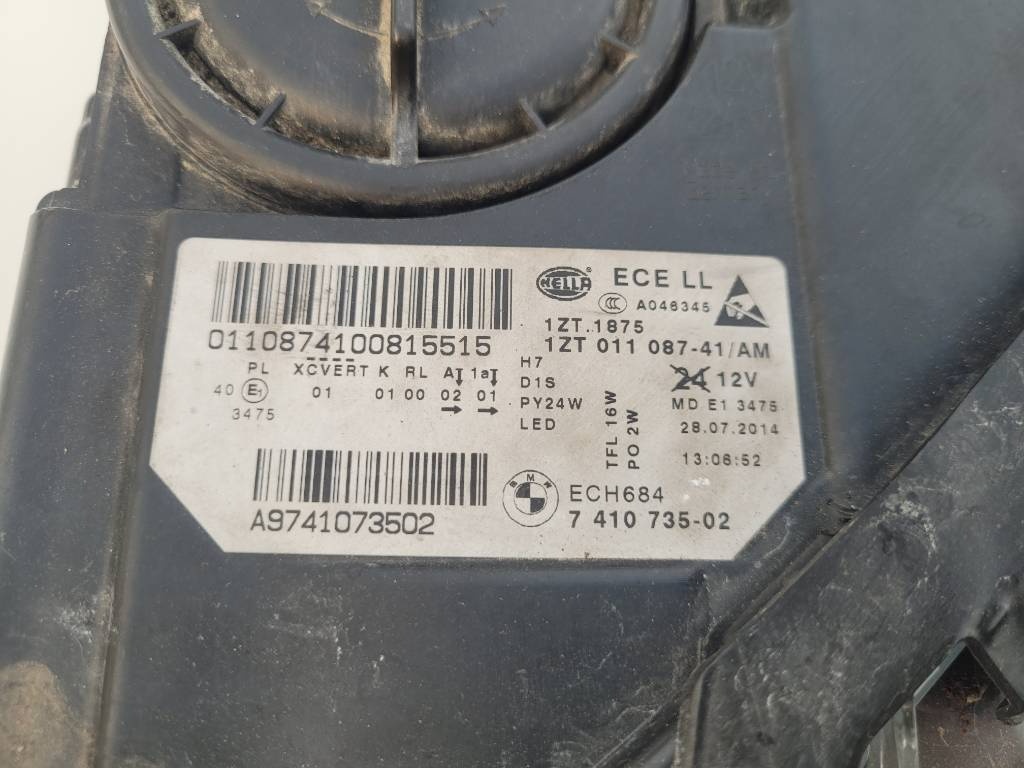 HELLA ECE LL
CCC A046345
0110874100815515
1ZT.1875
1ZT 011 087-41/AM
PL XCVERT K RL A 1a
H7
40 E1 01 01 00 02 01
D1S
24 12V
3475
PY24W
MD E1 3475
LED
TFL 16W
PO 2W
28.07.2014
13:06:52
BMW ECH684
A9741073502
7 410 735-02